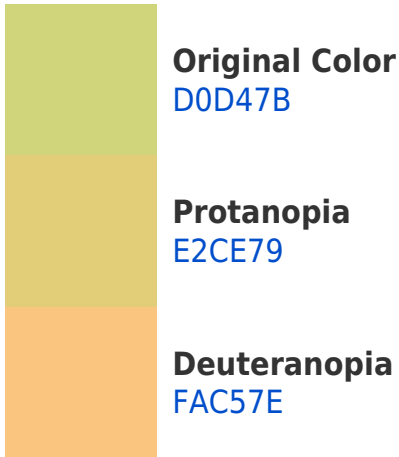 Original Color
D0D47B
Protanopia
E2CE79
Deuteranopia
FAC57E